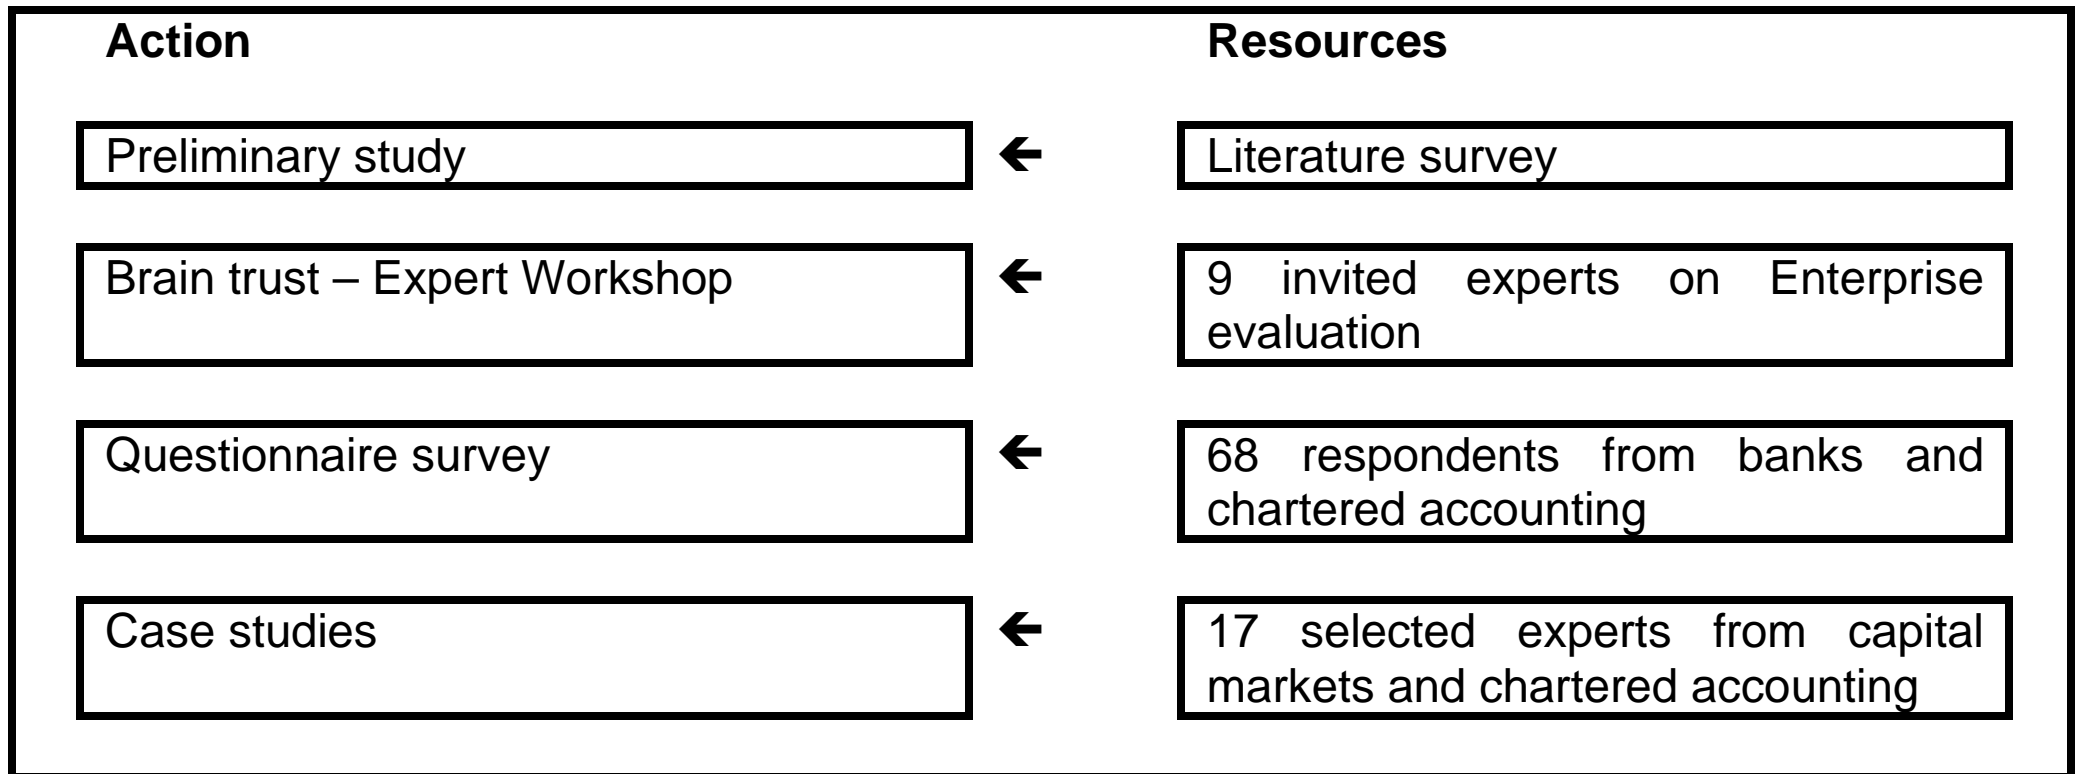 Action Resources
Preliminary study 🡸 Literature survey
Brain trust – Expert Workshop 🡸 9 invited experts on Enterprise
evaluation
Questionnaire survey 🡸 68 respondents from banks and
chartered accounting
Case studies 🡸 17 selected experts from capital
markets and chartered accounting